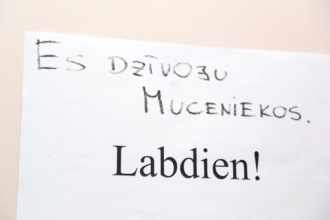 Es dzīvoju
Muceniekos.
Labdien!